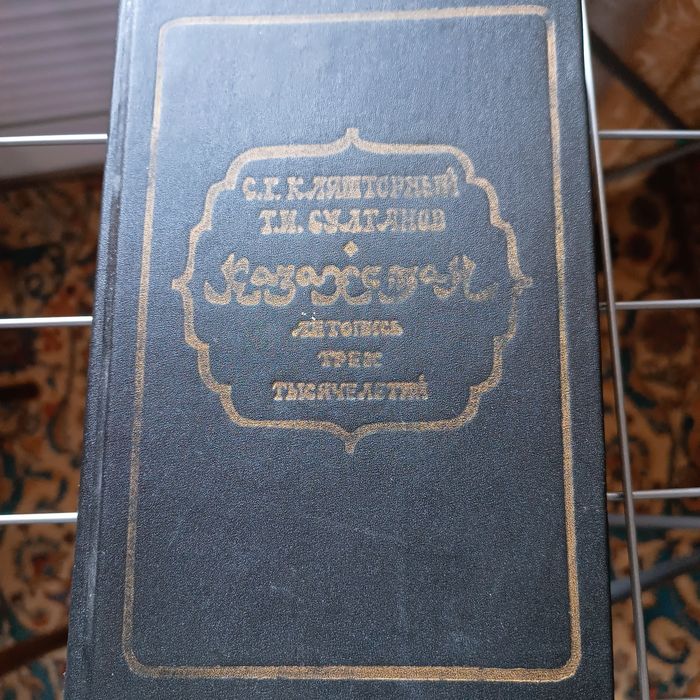 С.Г. КЛЯШТОРНЫЙ
Т.И. СУЛТАНОВ
КАЗАХСТАН
ЛЕТОПИСЬ
ТРЕХ
ТЫСЯЧЕЛЕТИЙ